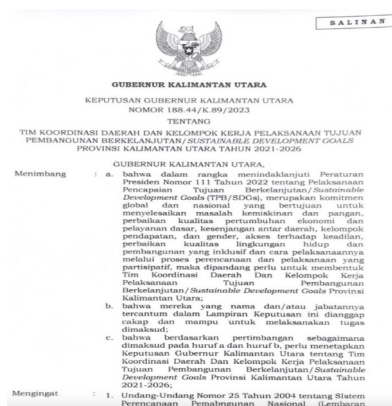 SALINAN
GUBERNUR KALIMANTAN UTARA
KEPUTUSAN GUBERNUR KALIMANTAN UTARA
NOMOR 188.44/K.89/2023
TENTANG
TIM KOORDINASI DAERAH DAN KELOMPOK KERJA PELAKSANAAN TUJUAN
PEMBANGUNAN BERKELANJUTAN/SUSTAINABLE DEVELOPMENT GOALS
PROVINSI KALIMANTAN UTARA TAHUN 2021-2026
GUBERNUR KALIMANTAN UTARA,
Menimbang : a. bahwa dalam rangka menindaklanjuti Peraturan
Presiden Nomor 111 Tahun 2022 tentang Pelaksanaan
Pencapaian Tujuan Berkelanjutan/Sustainable
Development Goals (TPB/SDGs), merupakan komitmen
global dan nasional yang bertujuan untuk
menyelesaikan masalah kemiskinan dan pangan,
perbaikan kualitas pertumbuhan ekonomi dan
pelayanan dasar, kesenjangan antar daerah, kelompok
pendapatan, dan gender, akses terhadap keadilan,
perbaikan kualitas lingkungan hidup dan
pembangunan yang inklusif dan cara pelaksanaannya
melalui proses perencanaan dan pelaksanaan yang
partisipatif, maka dipandang perlu untuk membentuk
Tim Koordinasi Daerah Dan Kelompok Kerja
Pelaksanaan Tujuan Pembangunan
Berkelanjutan/Sustainable Development Goals Provinsi
Kalimantan Utara;
b. bahwa mereka yang nama dan/atau jabatannya
tercantum dalam Lampiran Keputusan ini dianggap
cakap dan mampu untuk melaksanakan tugas
dimaksud;
c. bahwa berdasarkan pertimbangan sebagaimana
dimaksud pada huruf a dan huruf b, perlu menetapkan
Keputusan Gubernur Kalimantan Utara tentang Tim
Koordinasi Daerah Dan Kelompok Kerja Pelaksanaan
Tujuan Pembangunan Berkelanjutan/Sustainable
Development Goals Provinsi Kalimantan Utara Tahun
2021-2026;
Mengingat : 1. Undang-Undang Nomor 25 Tahun 2004 tentang SIstem
Perencanaan Pemabngunan Nasional (Lembaran